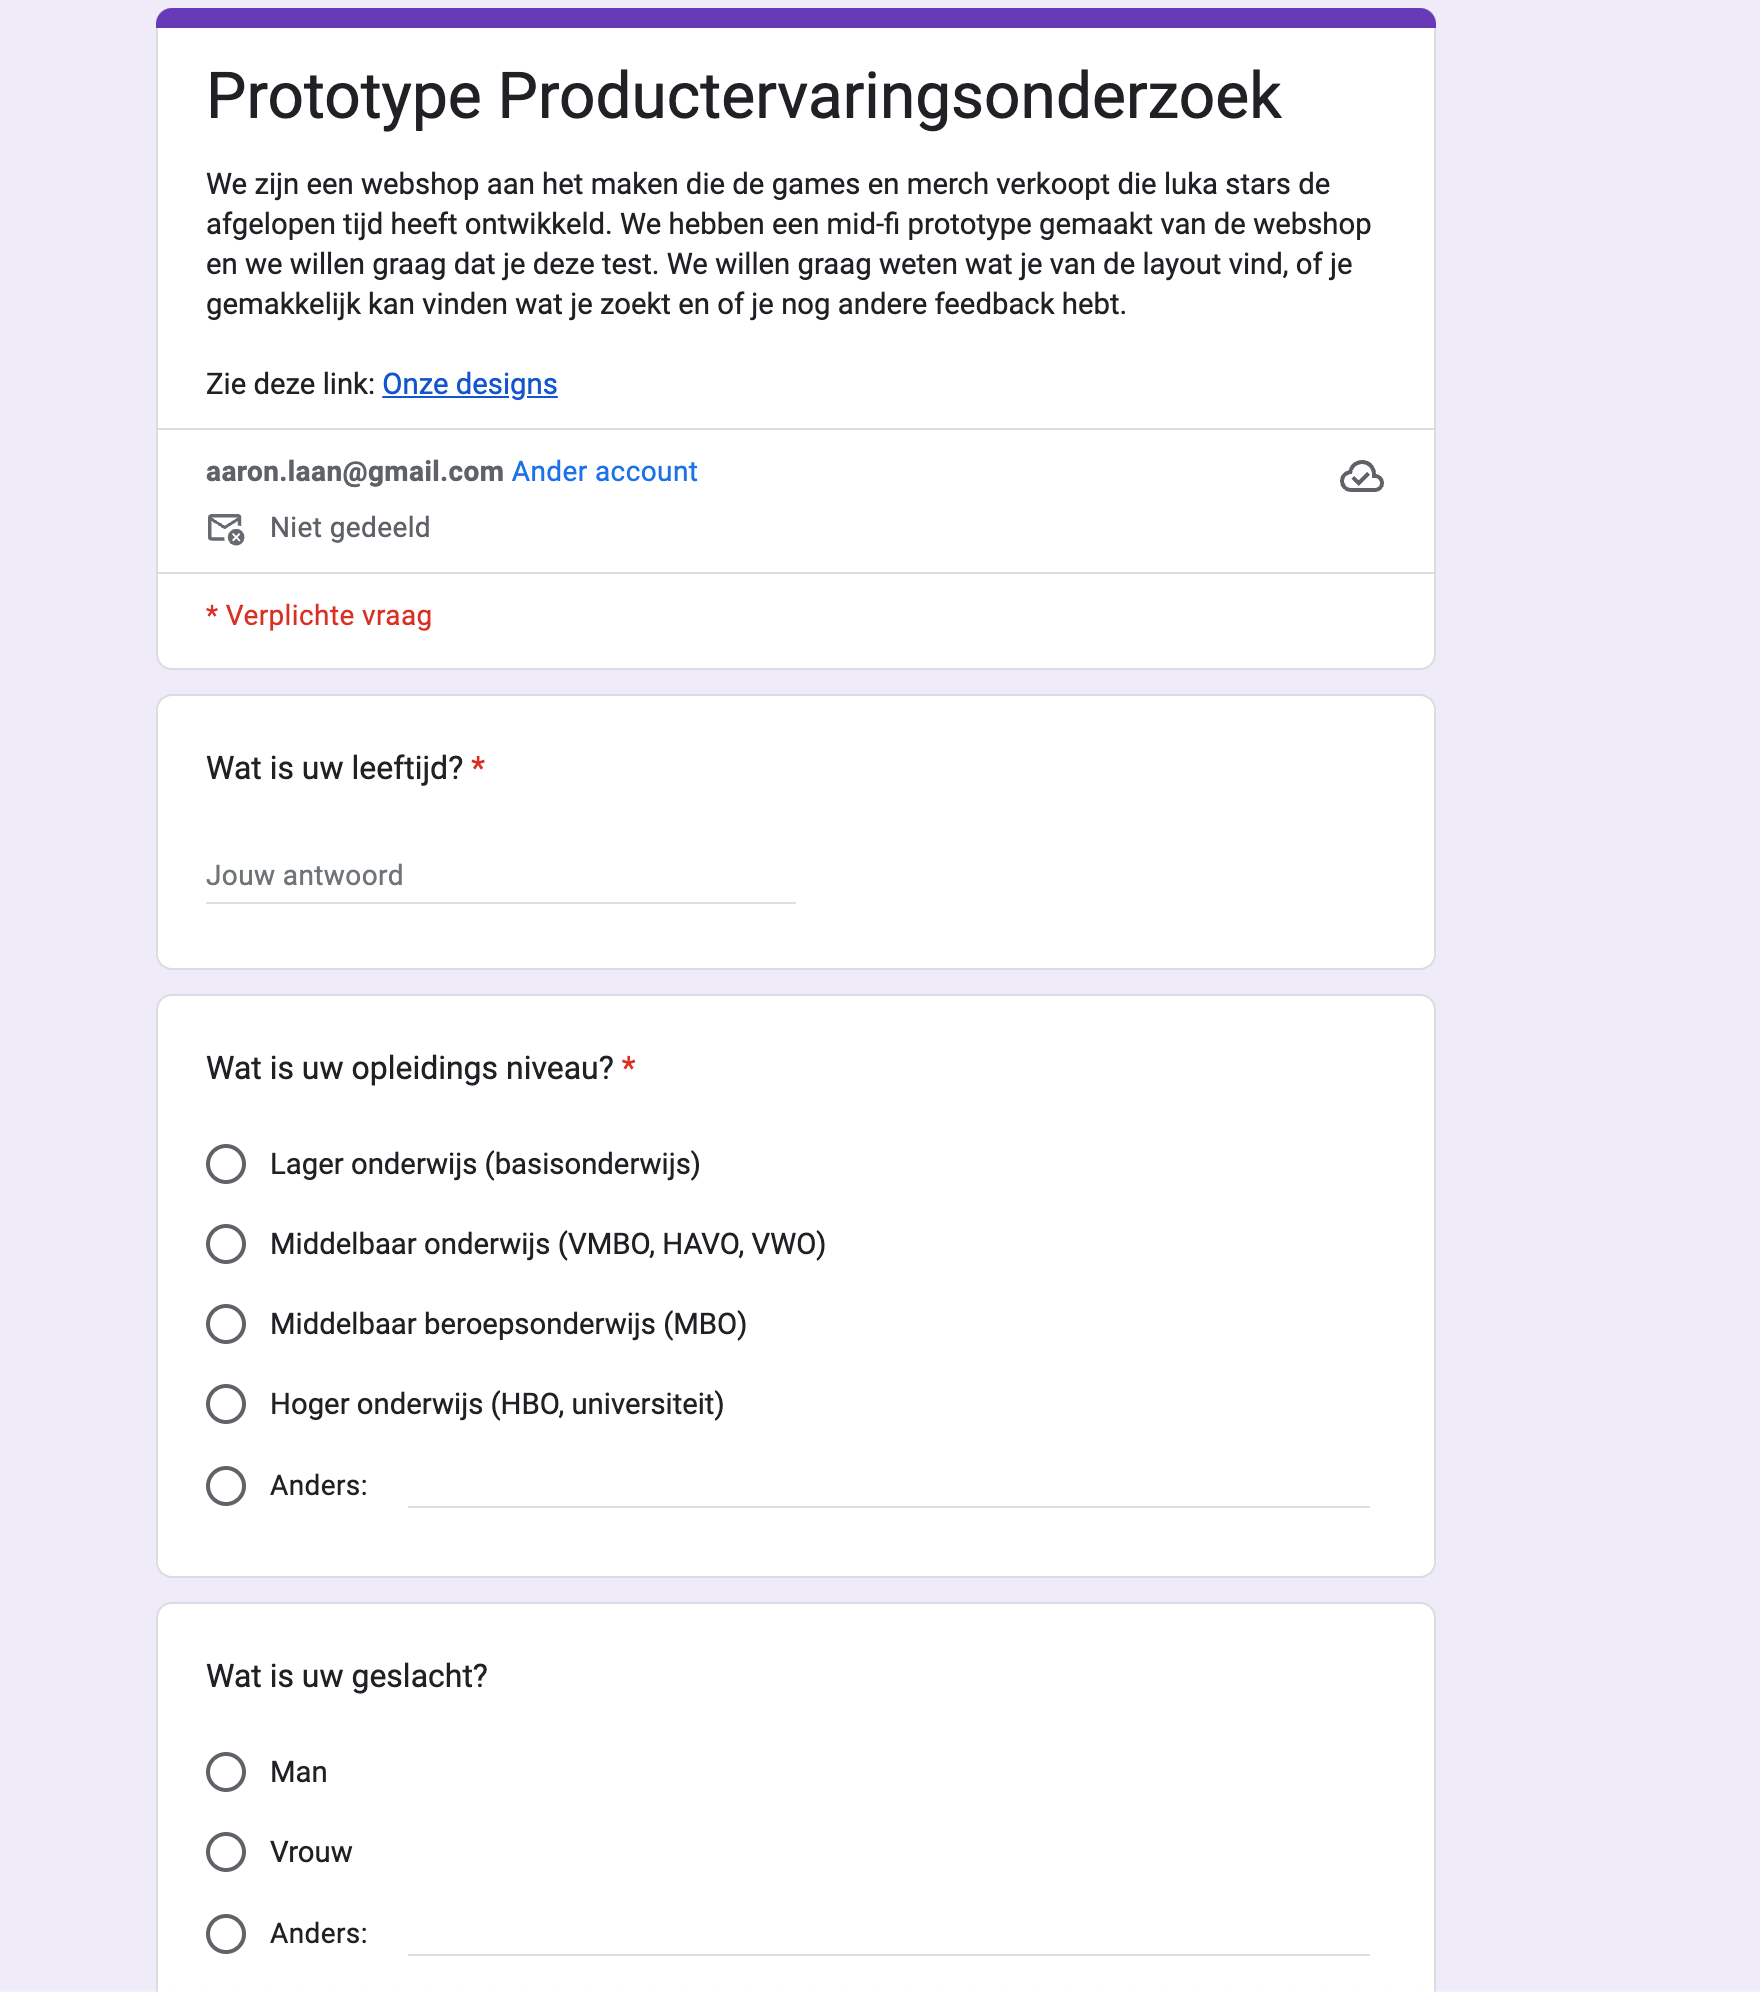 Prototype Productervaringsonderzoek
We zijn een webshop aan het maken die de games en merch verkoopt die luka stars de
afgelopen tijd heeft ontwikkeld. We hebben een mid-fi prototype gemaakt van de webshop
en we willen graag dat je deze test. We willen graag weten wat je van de layout vind, of je
gemakkelijk kan vinden wat je zoekt en of je nog andere feedback hebt.
Zie deze link: Onze designs
aaron.laan@gmail.com Ander account
Niet gedeeld
* Verplichte vraag
Wat is uw leeftijd? *
Jouw antwoord
Wat is uw opleidings niveau? *
Lager onderwijs (basisonderwijs)
Middelbaar onderwijs (VMBO, HAVO, VWO)
Middelbaar beroepsonderwijs (MBO)
Hoger onderwijs (HBO, universiteit)
Anders:
Wat is uw geslacht?
Man
Vrouw
Anders: